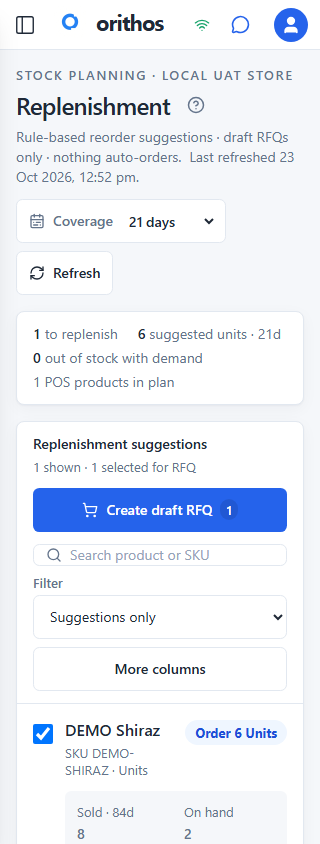 orithos
STOCK PLANNING · LOCAL UAT STORE
Replenishment
Rule-based reorder suggestions · draft RFQs
only · nothing auto-orders. Last refreshed 23
Oct 2026, 12:52 pm.
Coverage 21 days
Refresh
1 to replenish 6 suggested units · 21d
0 out of stock with demand
1 POS products in plan
Replenishment suggestions
1 shown · 1 selected for RFQ
Create draft RFQ 1
Search product or SKU
Filter
Suggestions only
More columns
DEMO Shiraz Order 6 Units
SKU DEMO-
SHIRAZ · Units
Sold · 84d On hand
8 2